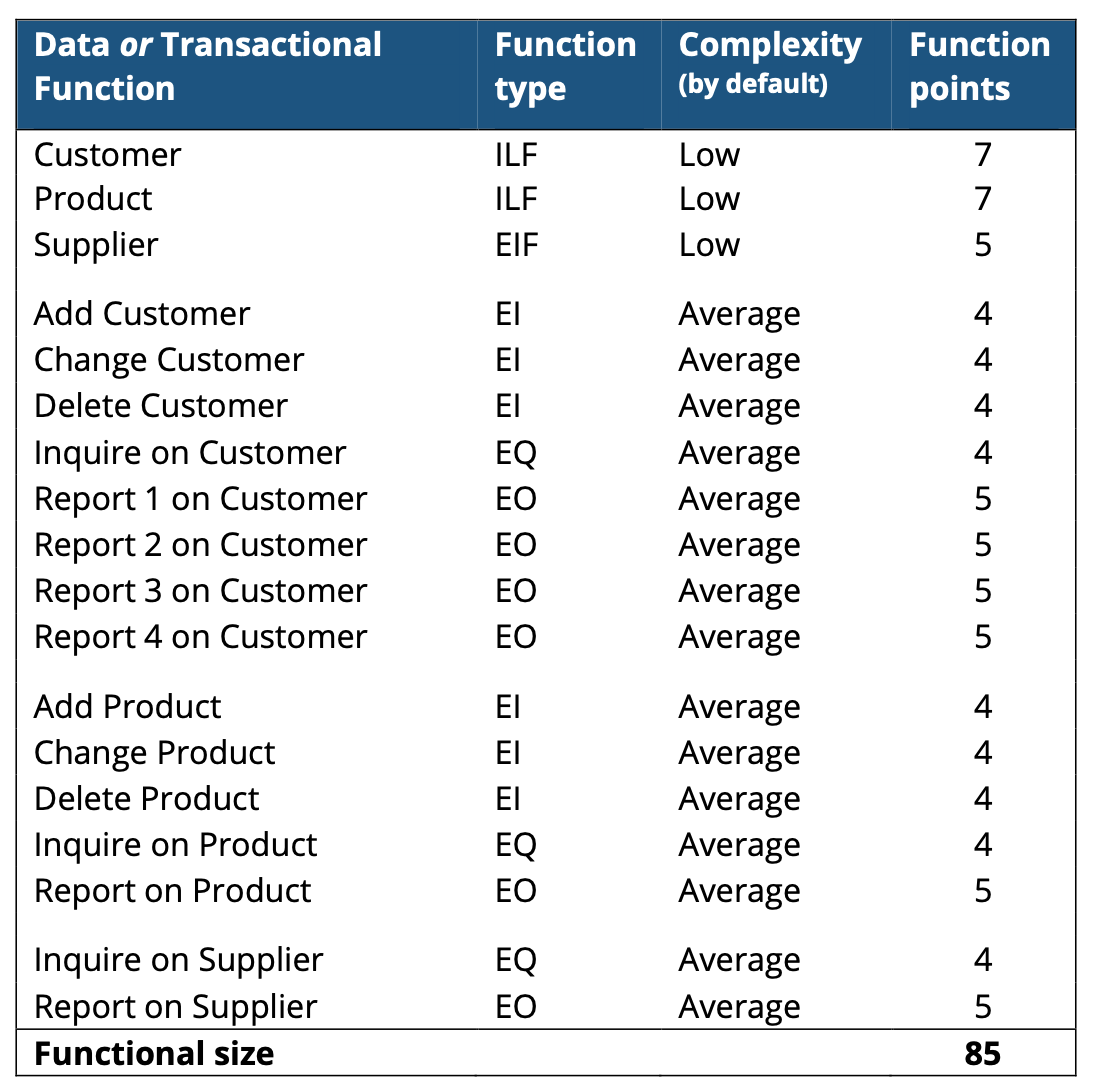 Data or Transactional Function Function type Complexity (by default) Function points
Customer ILF Low 7
Product ILF Low 7
Supplier EIF Low 5
Add Customer EI Average 4
Change Customer EI Average 4
Delete Customer EI Average 4
Inquire on Customer EQ Average 4
Report 1 on Customer EO Average 5
Report 2 on Customer EO Average 5
Report 3 on Customer EO Average 5
Report 4 on Customer EO Average 5
Add Product EI Average 4
Change Product EI Average 4
Delete Product EI Average 4
Inquire on Product EQ Average 4
Report on Product EO Average 5
Inquire on Supplier EQ Average 4
Report on Supplier EO Average 5
Functional size 85